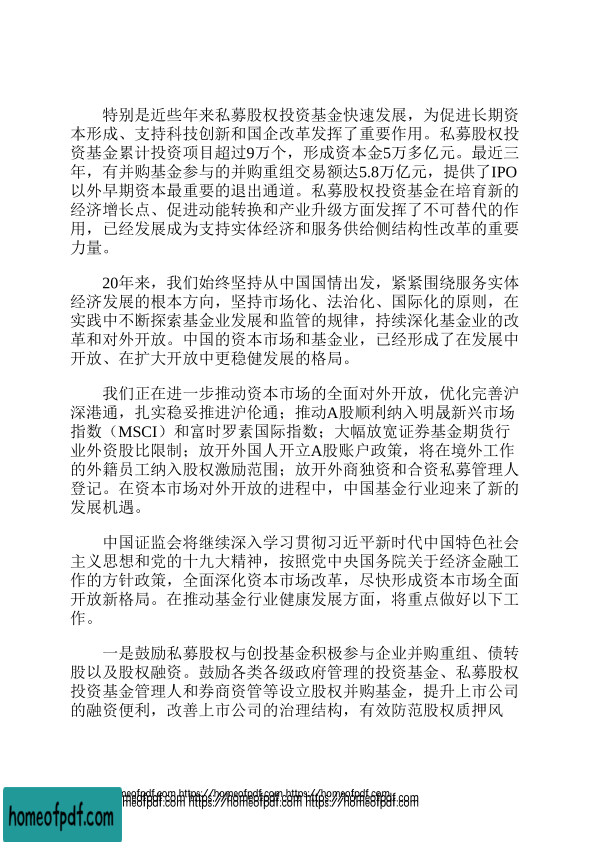 特别是近些年来私募股权投资基金快速发展，为促进长期资
本形成、支持科技创新和国企改革发挥了重要作用。私募股权投
资基金累计投资项目超过9万个，形成资本金5万多亿元。最近三
年，有并购基金参与的并购重组交易额达5.8万亿元，提供了IPO
以外早期资本最重要的退出通道。私募股权投资基金在培育新的
经济增长点、促进动能转换和产业升级方面发挥了不可替代的作
用，已经发展成为支持实体经济和服务供给侧结构性改革的重要
力量。
20年来，我们始终坚持从中国国情出发，紧紧围绕服务实体
经济发展的根本方向，坚持市场化、法治化、国际化的原则，在
实践中不断探索基金业发展和监管的规律，持续深化基金业的改
革和对外开放。中国的资本市场和基金业，已经形成了在发展中
开放、在扩大开放中更稳健发展的格局。
我们正在进一步推动资本市场的全面对外开放，优化完善沪
深港通，扎实稳妥推进沪伦通；推动A股顺利纳入明晟新兴市场
指数（MSCI）和富时罗素国际指数；大幅放宽证券基金期货行
业外资股比限制；放开外国人开立A股账户政策，将在境外工作
的外籍员工纳入股权激励范围；放开外商独资和合资私募管理人
登记。在资本市场对外开放的进程中，中国基金行业迎来了新的
发展机遇。
中国证监会将继续深入学习贯彻习近平新时代中国特色社会
主义思想和党的十九大精神，按照党中央国务院关于经济金融工
作的方针政策，全面深化资本市场改革，尽快形成资本市场全面
开放新格局。在推动基金行业健康发展方面，将重点做好以下工
作。
一是鼓励私募股权与创投基金积极参与企业并购重组、债转
股以及股权融资。鼓励各类各级政府管理的投资基金、私募股权
投资基金管理人和券商资管等设立股权并购基金，提升上市公司
的融资便利，改善上市公司的治理结构，有效防范股权质押风
homeofpdf.com https://homeofpdf.com https://homeofpdf.com
homeofpdf.com https://homeofpdf.com https://homeofpdf.com
homeofpdf.com